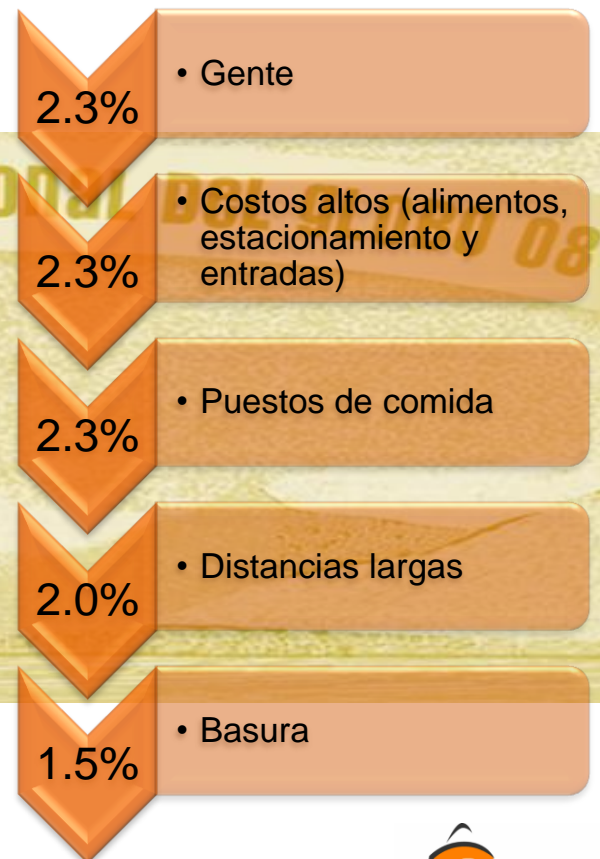 2.3%
• Gente
2.3%
• Costos altos (alimentos,
estacionamiento y
entradas)
2.3%
• Puestos de comida
2.0%
• Distancias largas
1.5%
• Basura
08